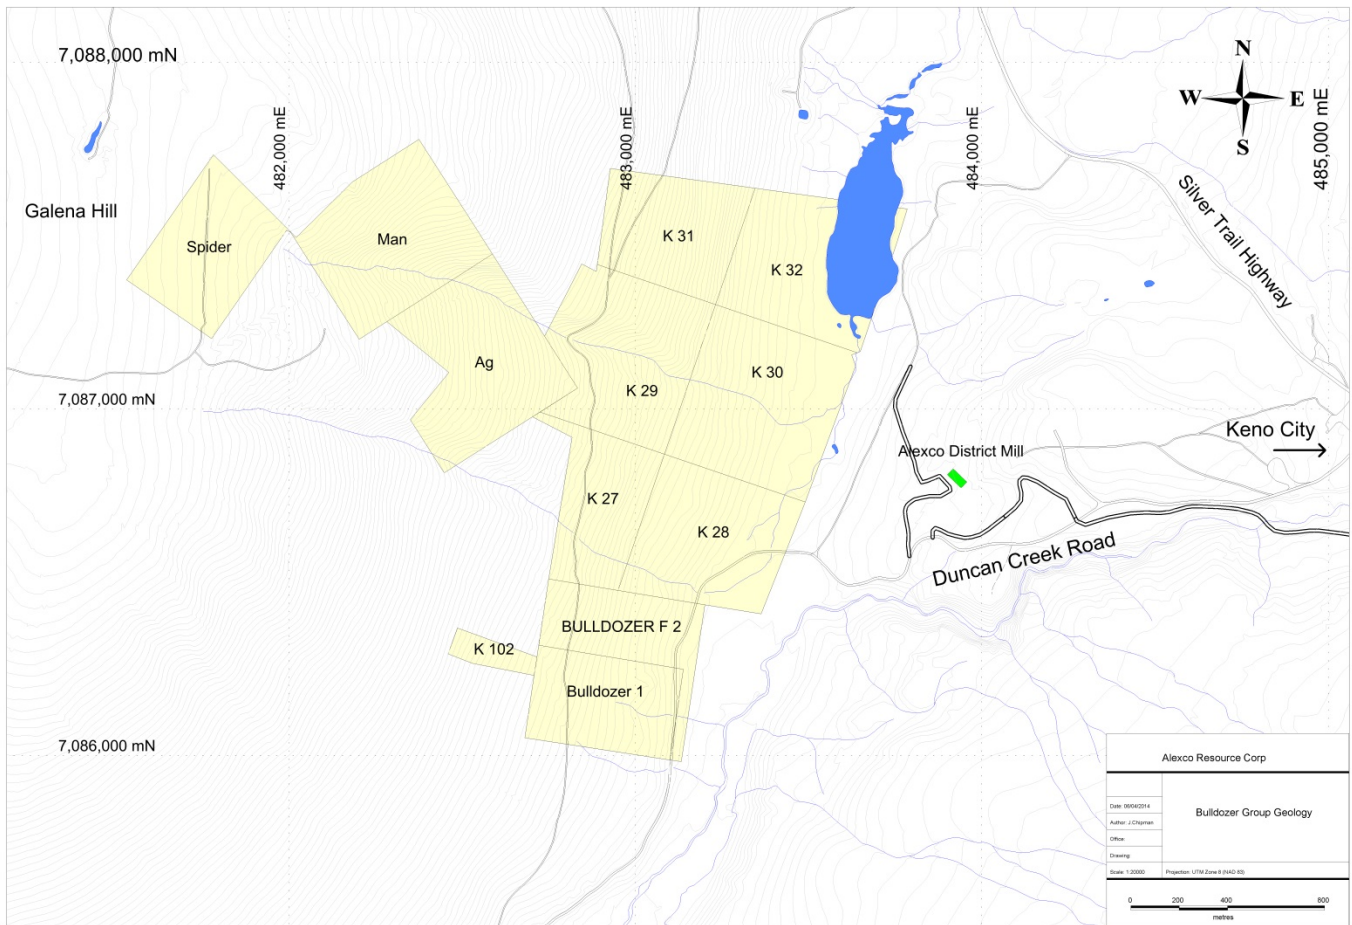 7,088,000 mN
N
W
E
S
482,000 mE
483,000 mE
484,000 mE
485,000 mE
Silver Trail Highway
Galena Hill
Spider
Man
K 31
K 32
Ag
K 29
K 30
7,087,000 mN
Keno City
Alexco District Mill
K 27
K 28
Duncan Creek Road
BULLDOZER F 2
K 102
Bulldozer 1
7,086,000 mN
Alexco Resource Corp
Bulldozer Group Geology
Date: 06/04/2014
Author: J.Chipman
Office:
Drawing:
Scale: 1:20000
Projection: UTM Zone 8 (NAD 83)
0 200 400 800
metres